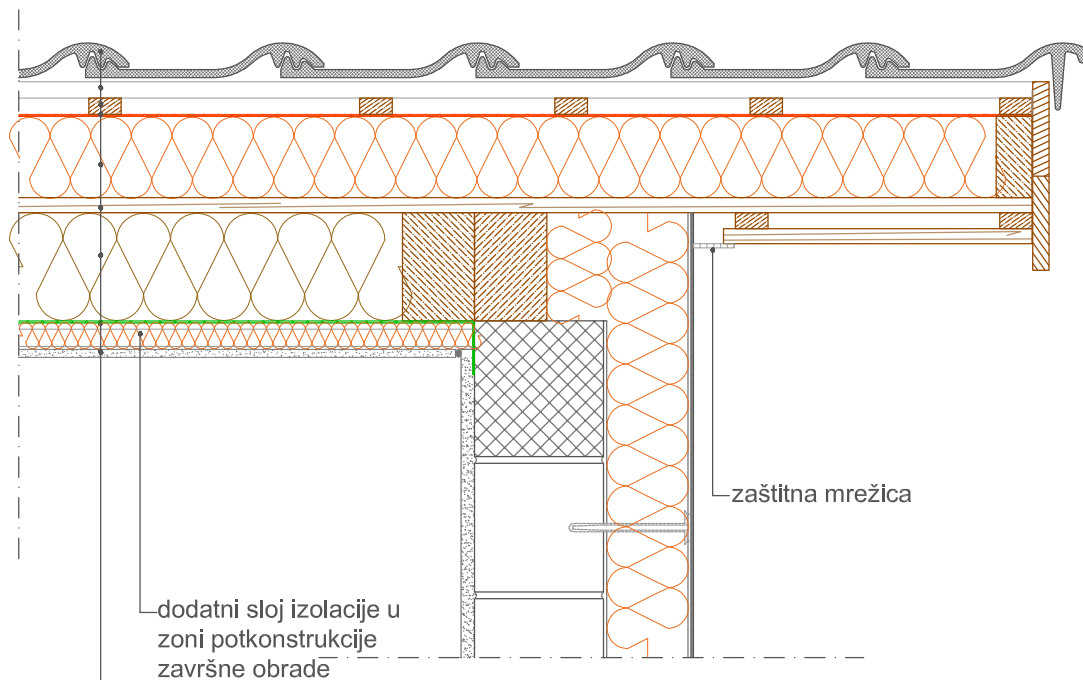 zaštitna mrežica
dodatni sloj izolacije u
zoni potkonstrukcije
završne obrade